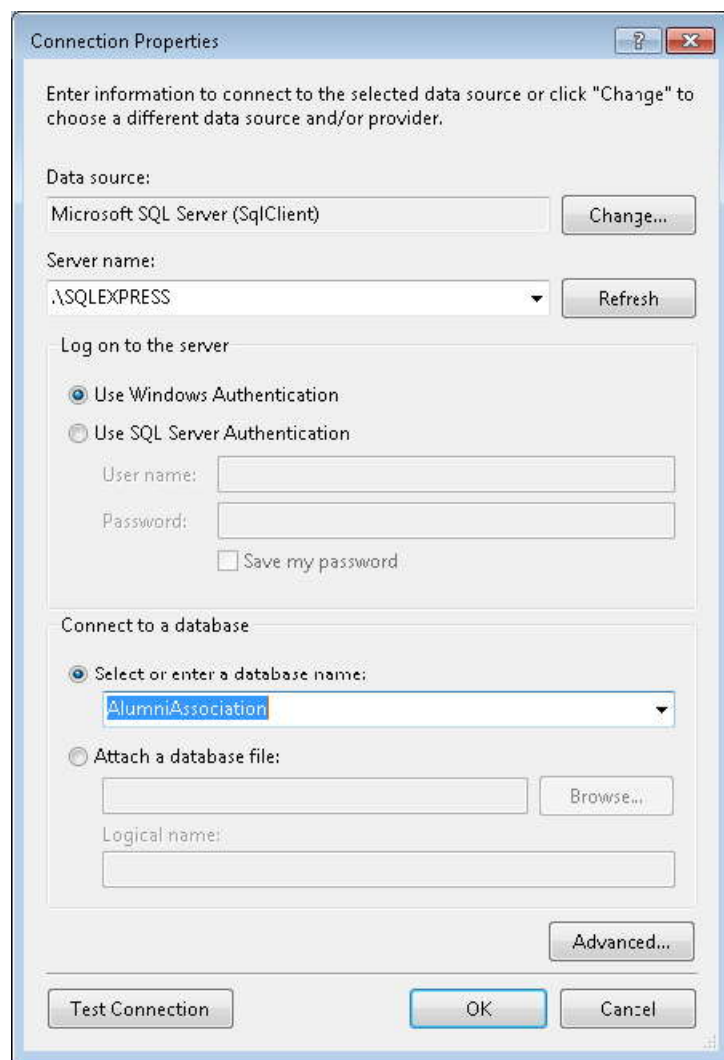 Connection Properties
?
Enter information to connect to the selected data source or click "Change" to
choose a different data source and/or provider.
Data source:
Microsoft SQL Server (SqlClient)
Change...
Server name:
.\SQLEXPRESS
Refresh
Log on to the server
Use Windows Authentication
Use SQL Server Authentication
User name:
Password:
Save my password
Connect to a database
Select or enter a database name:
AlumniAssociation
Attach a database file:
Browse...
Logical name:
Advanced...
Test Connection
OK
Cancel